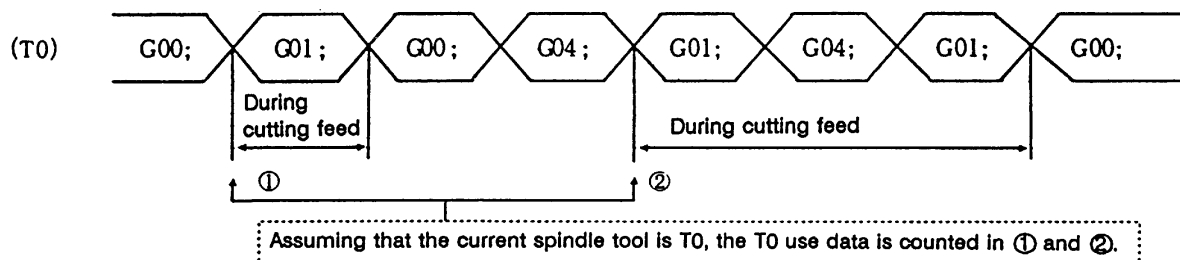 (T0) G00; G01; G00; G04; G01; G04; G01; G00;
During
cutting feed
During cutting feed
① ②
Assuming that the current spindle tool is T0, the T0 use data is counted in ① and ②.